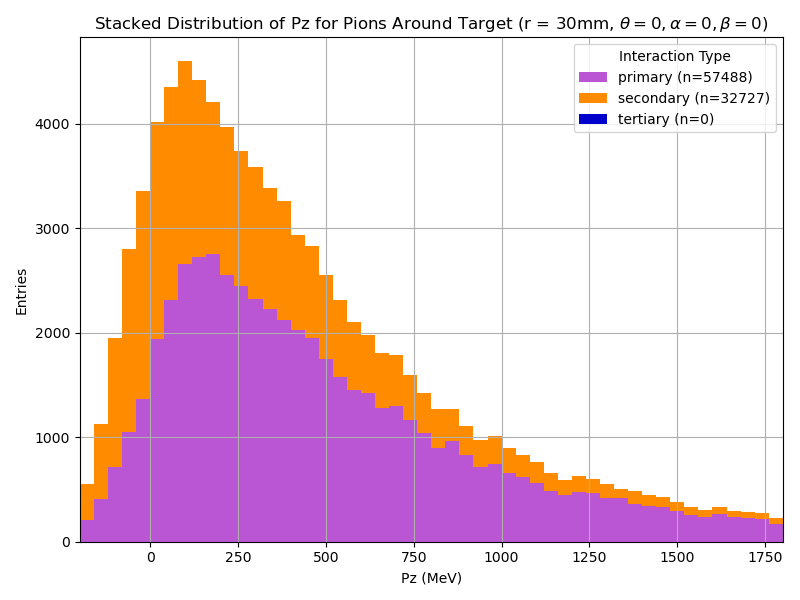 Stacked Distribution of Pz for Pions Around Target (r = 30mm, θ = 0, α = 0, β = 0)
Interaction Type
primary (n=57488)
secondary (n=32727)
tertiary (n=0)
Entries
4000
3000
2000
1000
0
0 250 500 750 1000 1250 1500 1750
Pz (MeV)